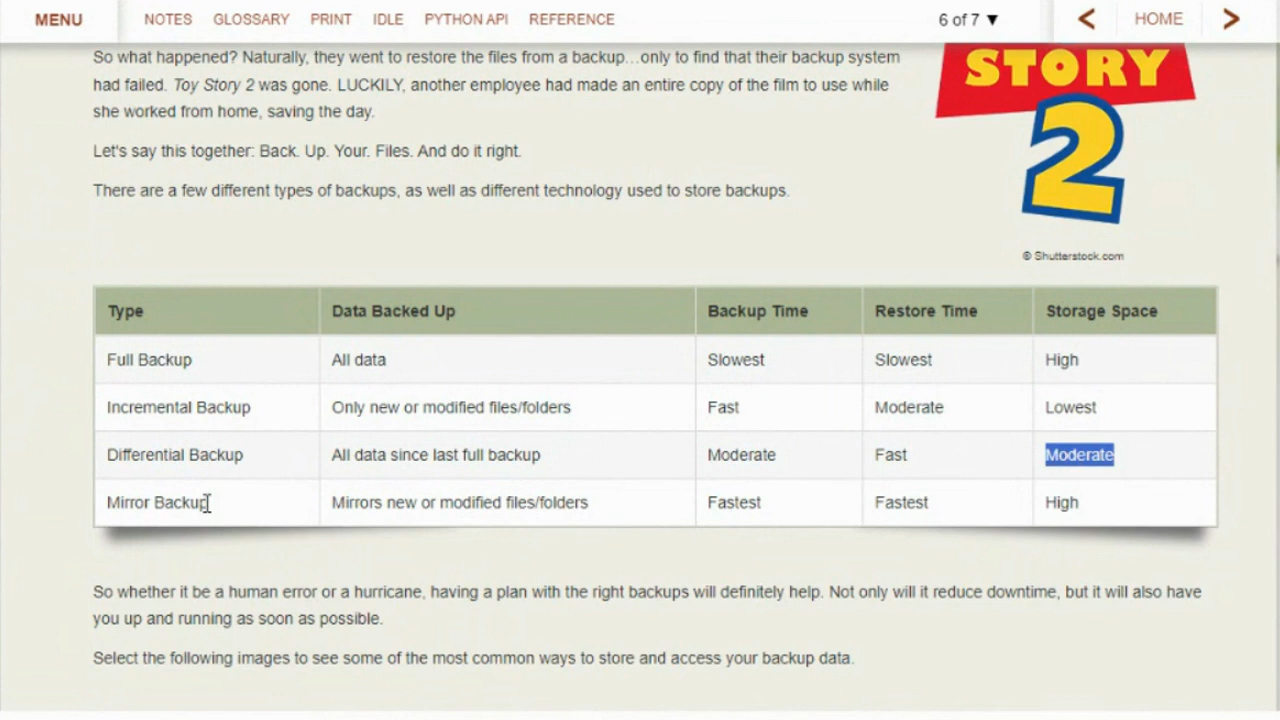 MENU NOTES GLOSSARY PRINT IDLE PYTHON API REFERENCE 6 of 7 ▼ < HOME >
So what happened? Naturally, they went to restore the files from a backup…only to find that their backup system
had failed. Toy Story 2 was gone. LUCKILY, another employee had made an entire copy of the film to use while
she worked from home, saving the day.
Let's say this together: Back. Up. Your. Files. And do it right.
There are a few different types of backups, as well as different technology used to store backups.
STORY
2
© Shutterstock.com
Type Data Backed Up Backup Time Restore Time Storage Space
Full Backup All data Slowest Slowest High
Incremental Backup Only new or modified files/folders Fast Moderate Lowest
Differential Backup All data since last full backup Moderate Fast Moderate
Mirror Backup Mirrors new or modified files/folders Fastest Fastest High
So whether it be a human error or a hurricane, having a plan with the right backups will definitely help. Not only will it reduce downtime, but it will also have
you up and running as soon as possible.
Select the following images to see some of the most common ways to store and access your backup data.